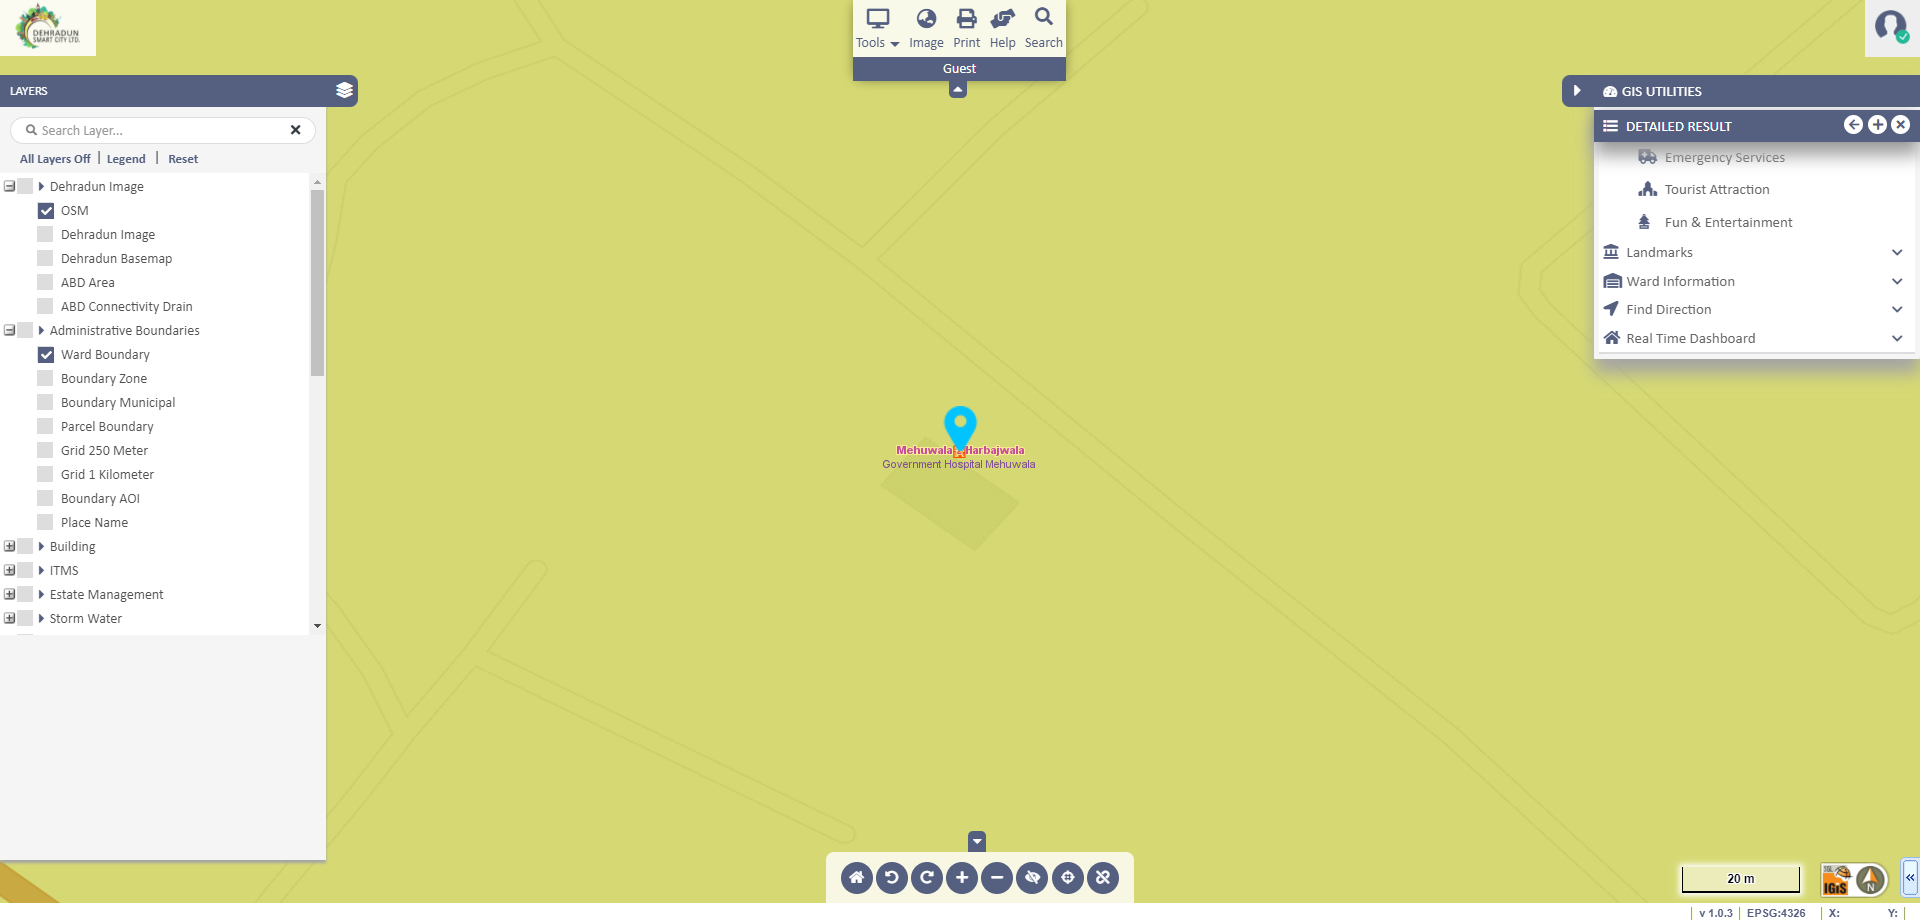 DEHRADUN
SMART CITY LTD.
Tools
Image
Print
Help
Search
Guest
LAYERS
Search Layer...
All Layers Off | Legend | Reset
Dehradun Image
OSM
Dehradun Image
Dehradun Basemap
ABD Area
ABD Connectivity Drain
Administrative Boundaries
Ward Boundary
Boundary Zone
Boundary Municipal
Parcel Boundary
Grid 250 Meter
Grid 1 Kilometer
Boundary AOI
Place Name
Building
ITMS
Estate Management
Storm Water
GIS UTILITIES
DETAILED RESULT
Emergency Services
Tourist Attraction
Fun & Entertainment
Landmarks
Ward Information
Find Direction
Real Time Dashboard
Mehuwala Harbajwala
Government Hospital Mehuwala
20 m
IGiS
N
v 1.0.3 EPSG:4326 X: Y: